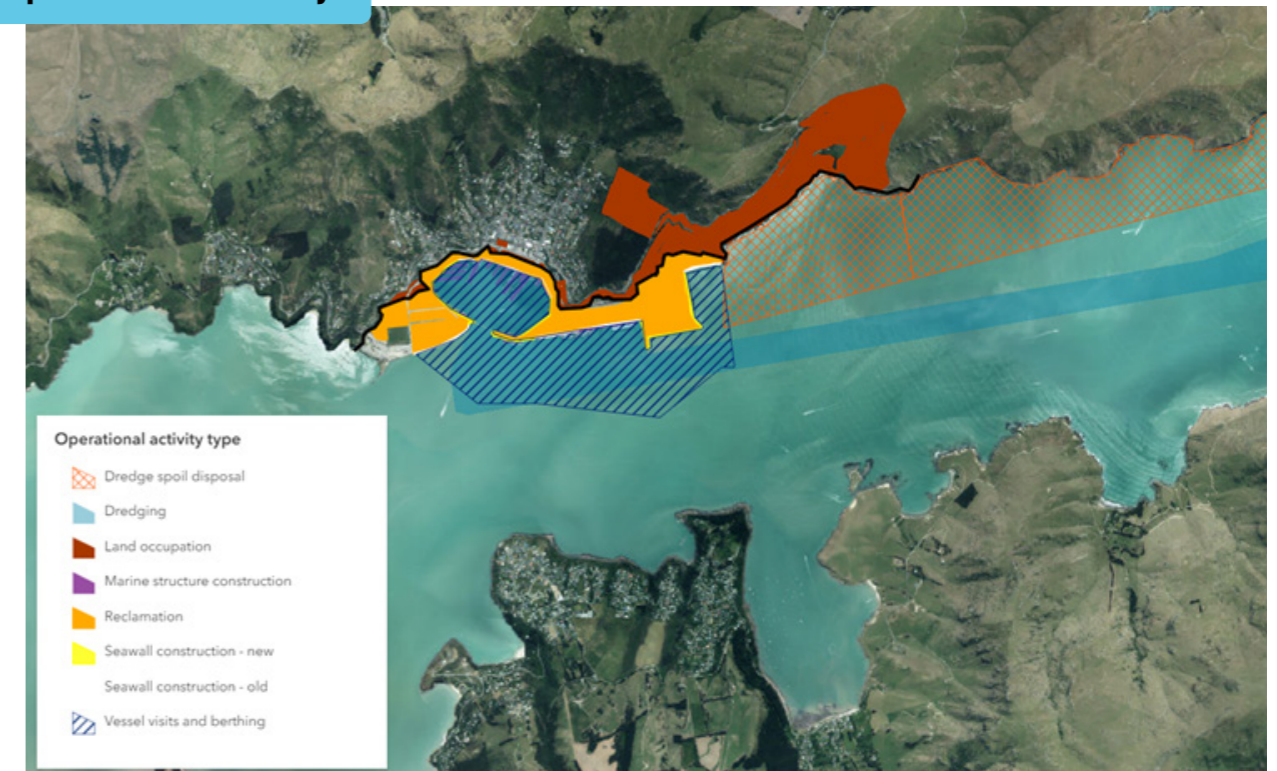 Operational activity type
Dredge spoil disposal
Dredging
Land occupation
Marine structure construction
Reclamation
Seawall construction - new
Seawall construction - old
Vessel visits and berthing